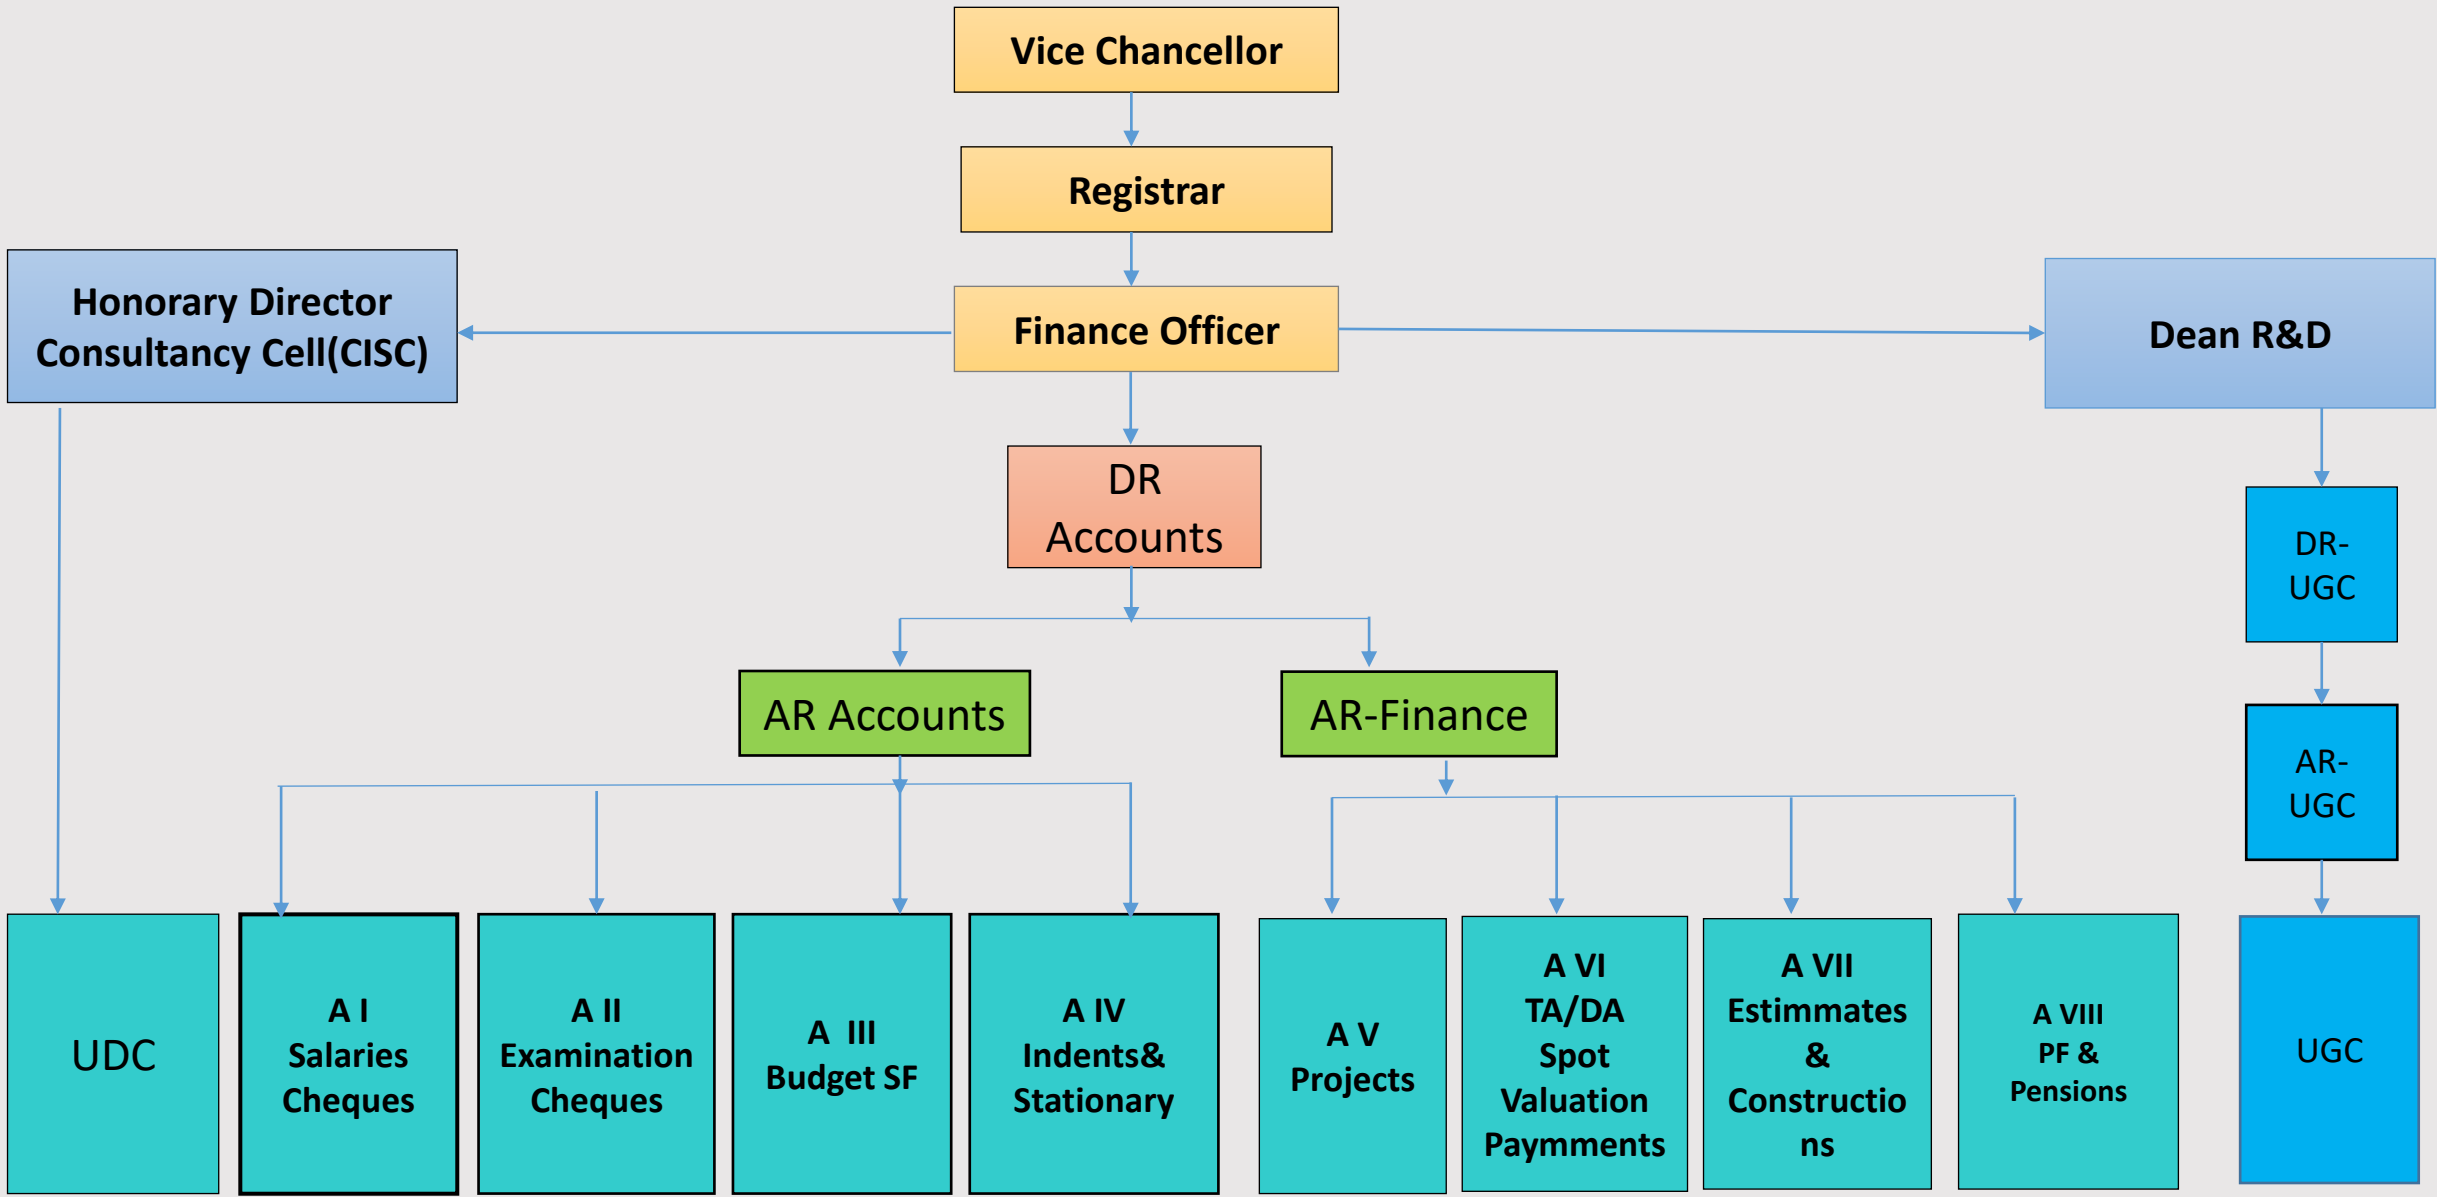 Vice Chancellor
Registrar
Honorary Director
Consultancy Cell(CISC)
Finance Officer
Dean R&D
DR
Accounts
DR-
UGC
AR Accounts
AR-Finance
AR-
UGC
UDC
A I
Salaries
Cheques
A II
Examination
Cheques
A  III
Budget SF
A IV
Indents&
Stationary
A V
Projects
A VI
TA/DA
Spot
Valuation
Paymments
A VII
Estimmates
&
Constructio
ns
A VIII
PF &
Pensions
UGC